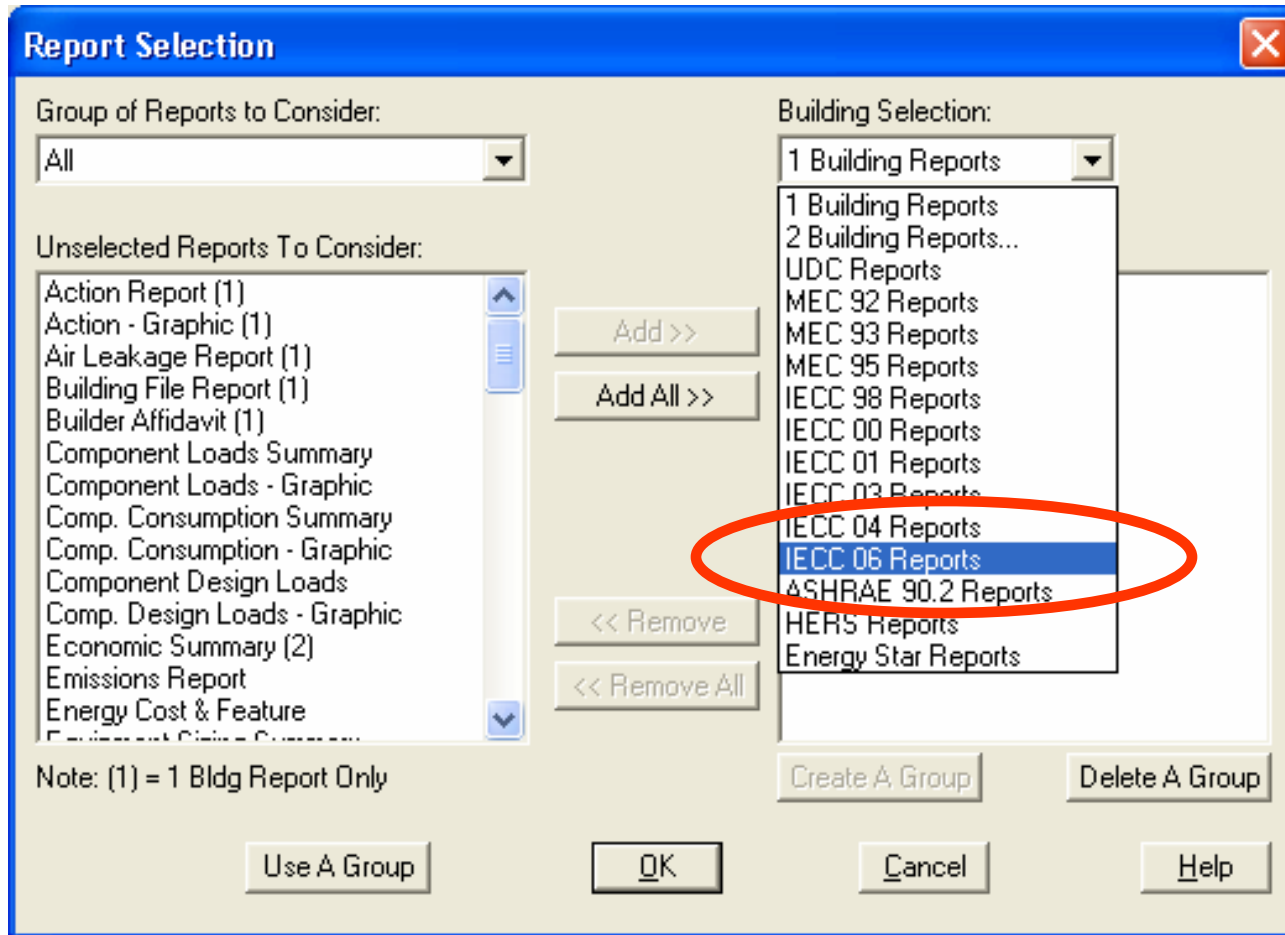 Report Selection
Group of Reports to Consider:
All
Unselected Reports To Consider:
Action Report (1)
Action - Graphic (1)
Air Leakage Report (1)
Building File Report (1)
Builder Affidavit (1)
Component Loads Summary
Component Loads - Graphic
Comp. Consumption Summary
Comp. Consumption - Graphic
Component Design Loads
Comp. Design Loads - Graphic
Economic Summary (2)
Emissions Report
Energy Cost & Feature
Equipment Sizing Summary
Note: (1) = 1 Bldg Report Only
Add >>
Add All >>
<< Remove
<< Remove All
Building Selection:
1 Building Reports
1 Building Reports
2 Building Reports...
UDC Reports
MEC 92 Reports
MEC 93 Reports
MEC 95 Reports
IECC 98 Reports
IECC 00 Reports
IECC 01 Reports
IECC 03 Reports
IECC 04 Reports
IECC 06 Reports
ASHRAE 90.2 Reports
HERS Reports
Energy Star Reports
Create A Group
Delete A Group
Use A Group
OK
Cancel
Help